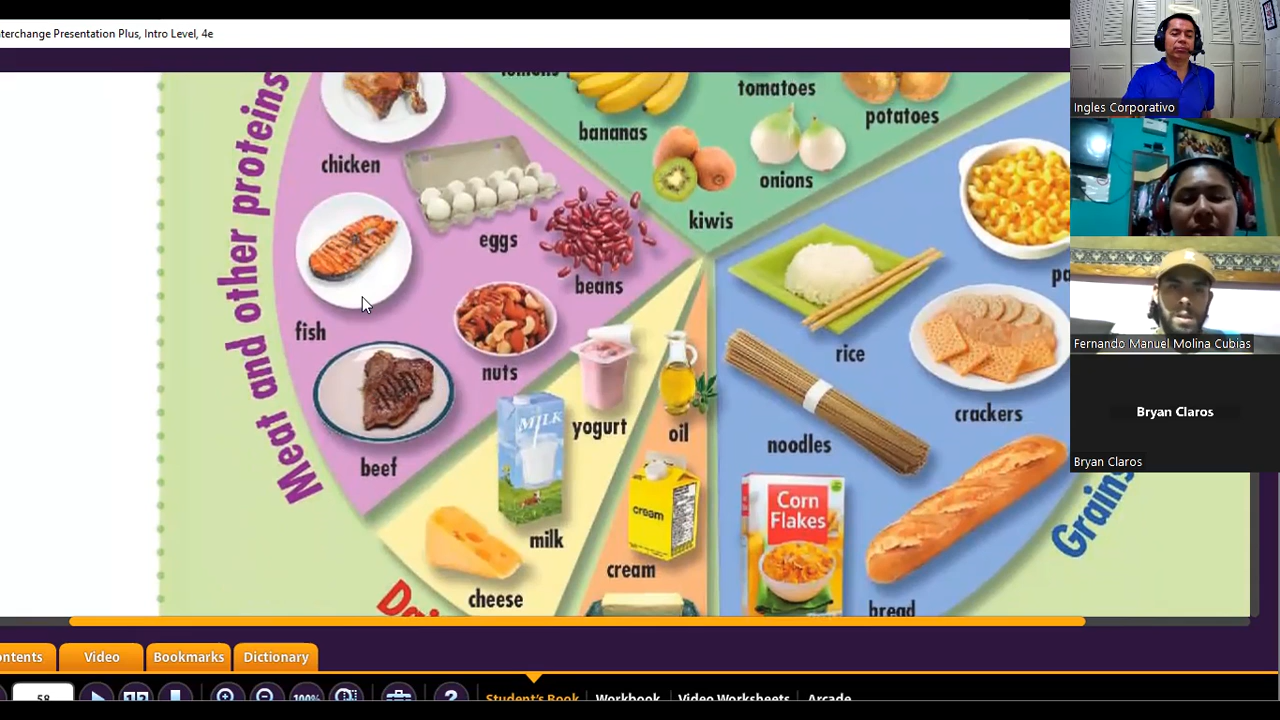 terchange Presentation Plus, Intro Level, 4e
Ingles Corporativo
Fernando Manuel Molina Cubias
Bryan Claros
Bryan Claros
Meat and other proteins
chicken
eggs
beans
fish
nuts
beef
bananas
tomatoes
potatoes
kiwis
onions
rice
crackers
noodles
Corn
Flakes
bread
Grains
yogurt
MILK
milk
cheese
oil
cream
cream
Video
Bookmarks
Dictionary
58
100%
?
Student's Book
Workbook
Video Worksheets
Arcade